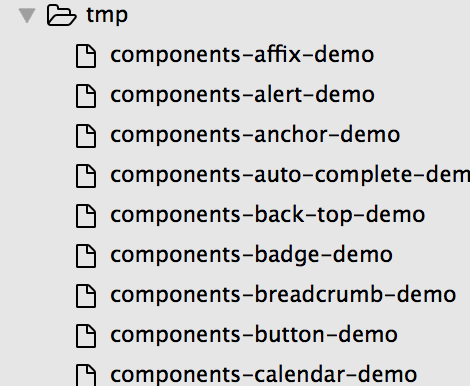 tmp
components-affix-demo
components-alert-demo
components-anchor-demo
components-auto-complete-dem
components-back-top-demo
components-badge-demo
components-breadcrumb-demo
components-button-demo
components-calendar-demo